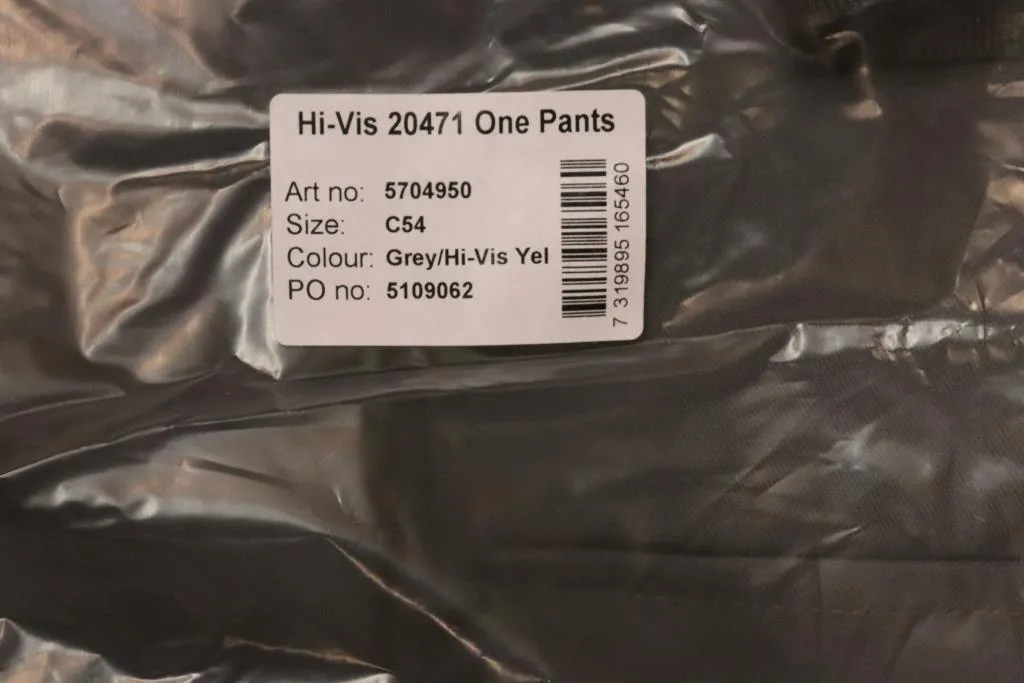 Hi-Vis 20471 One Pants
Art no: 5704950
Size: C54
Colour: Grey/Hi-Vis Yel
PO no: 5109062
7 319895 165460